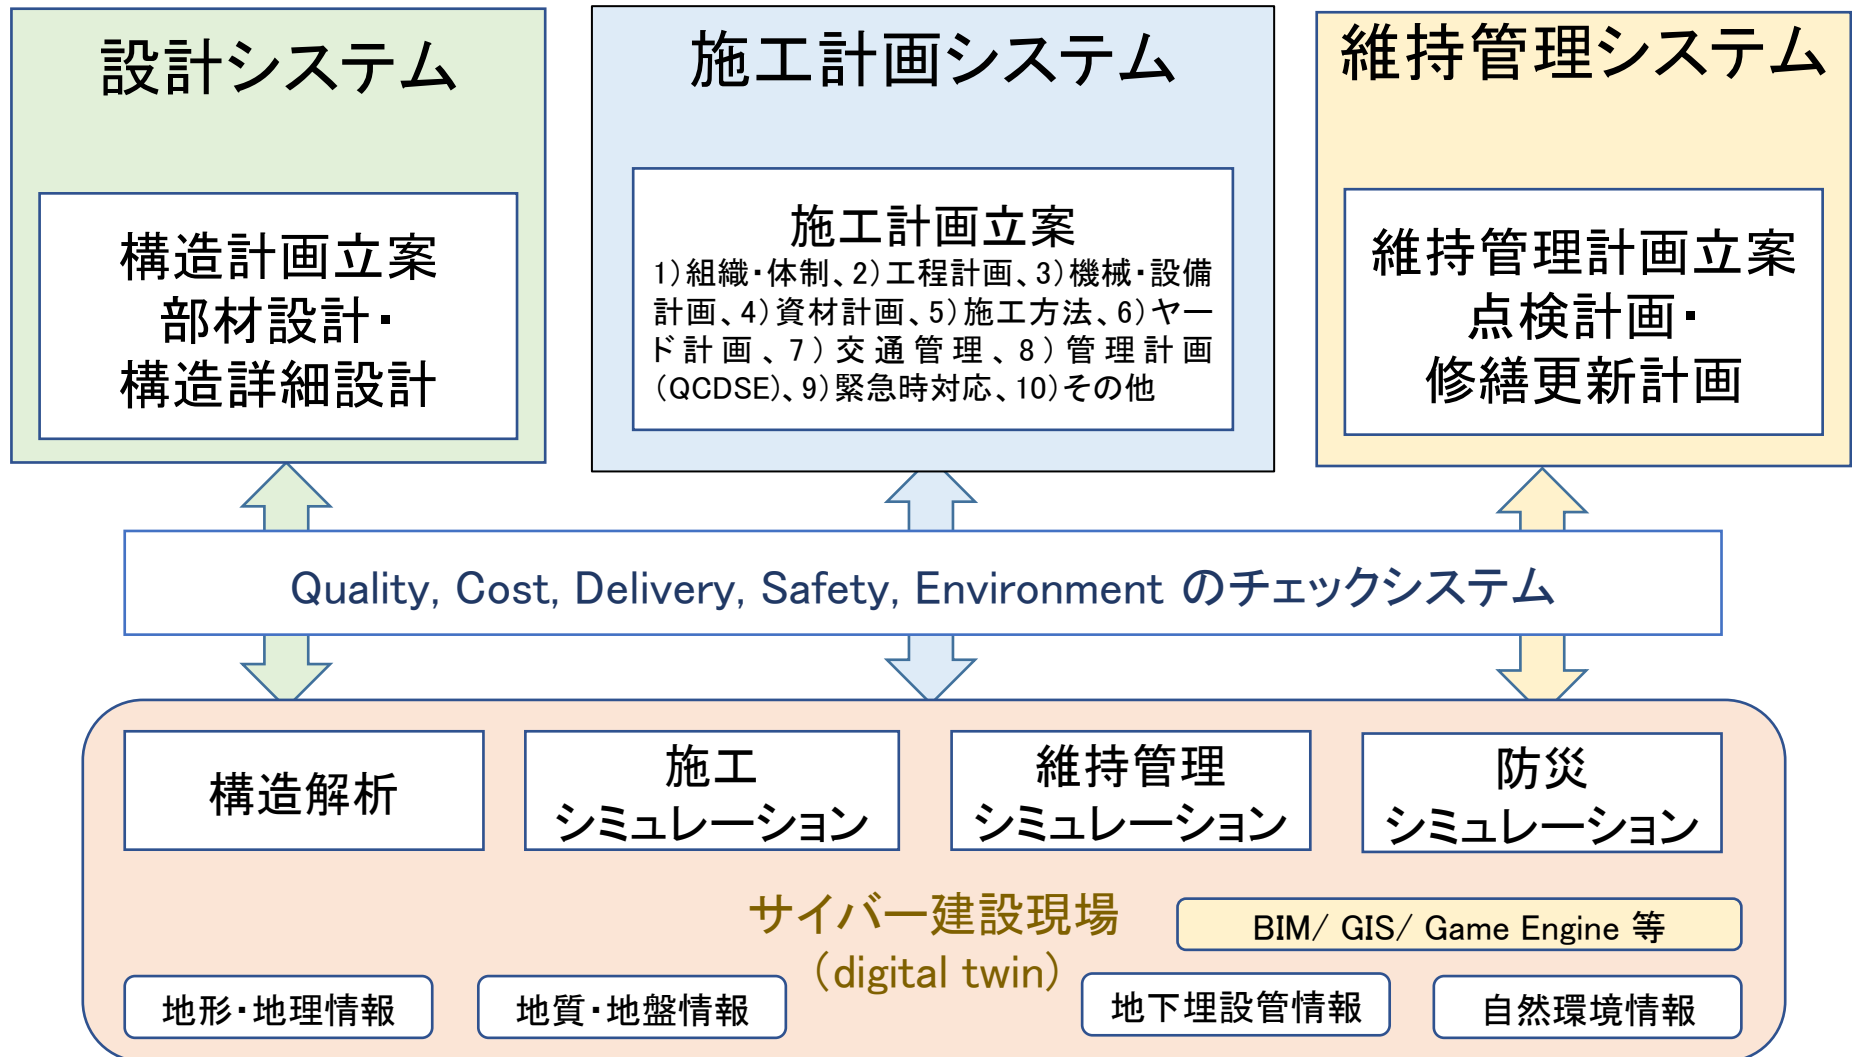 設計システム
構造計画立案
部材設計・
構造詳細設計
施工計画システム
施工計画立案
1)組織・体制、2)工程計画、3)機械・設備
計画、4)資材計画、5)施工方法、6)ヤー
ド計画、7)交通管理、8)管理計画
(QCDSE)、9)緊急時対応、10)その他
維持管理システム
維持管理計画立案
点検計画・
修繕更新計画
Quality, Cost, Delivery, Safety, Environment のチェックシステム
構造解析
施工
シミュレーション
維持管理
シミュレーション
防災
シミュレーション
サイバー建設現場
(digital twin)
BIM/ GIS/ Game Engine 等
地形・地理情報
地質・地盤情報
地下埋設管情報
自然環境情報